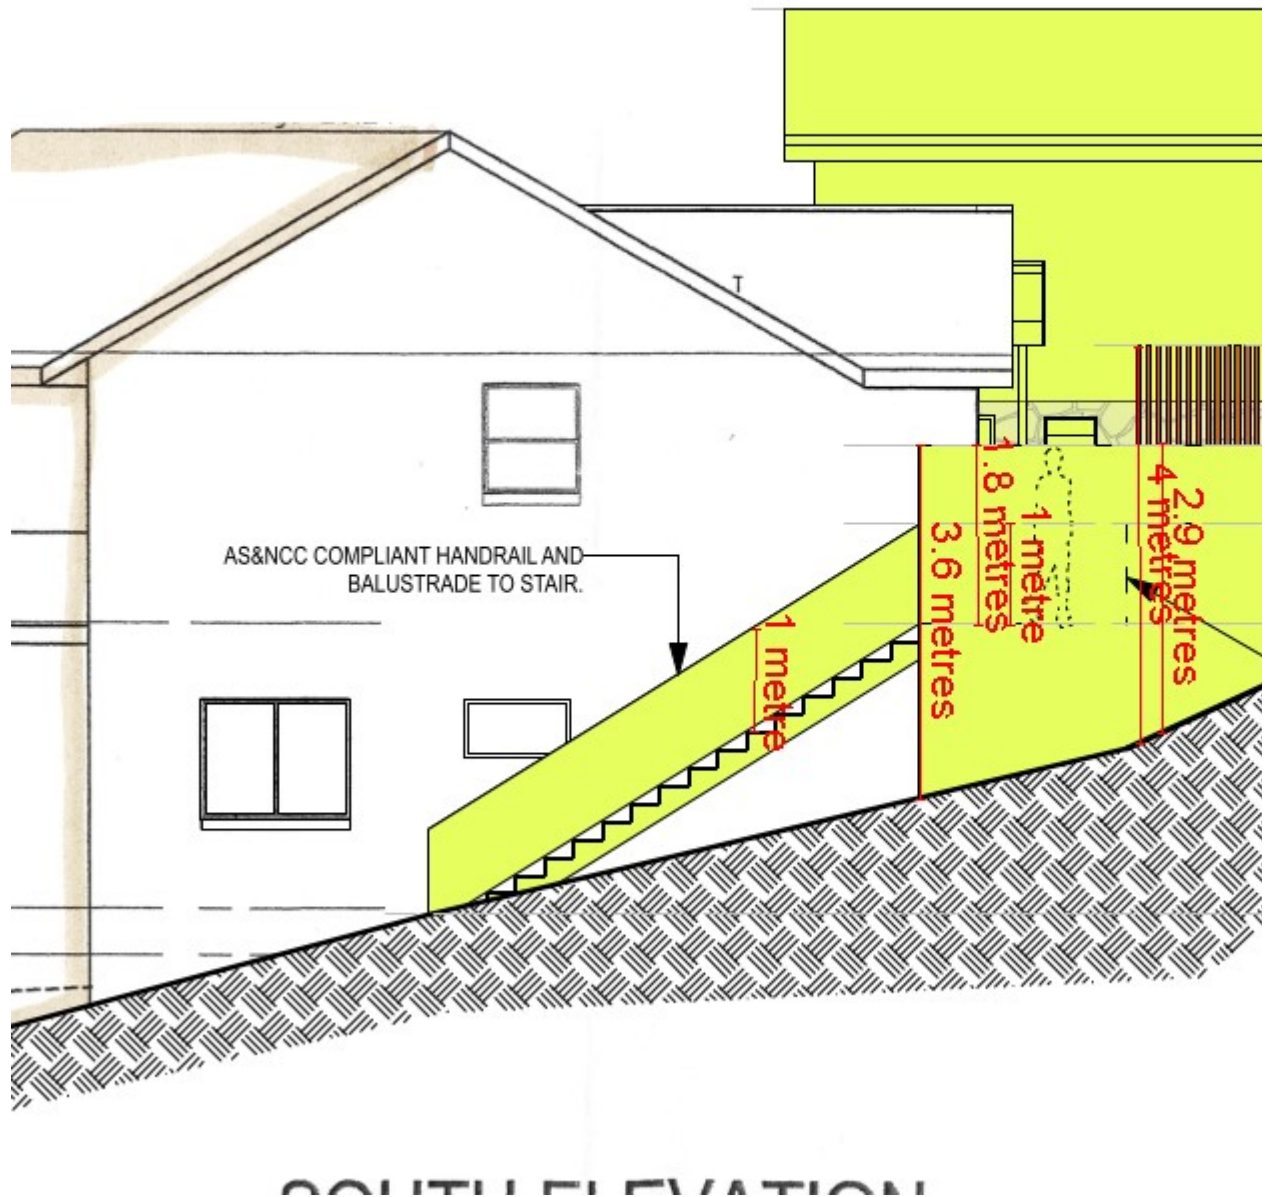 T
AS&NCC COMPLIANT HANDRAIL AND
BALUSTRADE TO STAIR.
1 metre
3.6 metres
1.8 metres
1 metre
4 metres
2.9 metres
SOUTH ELEVATION